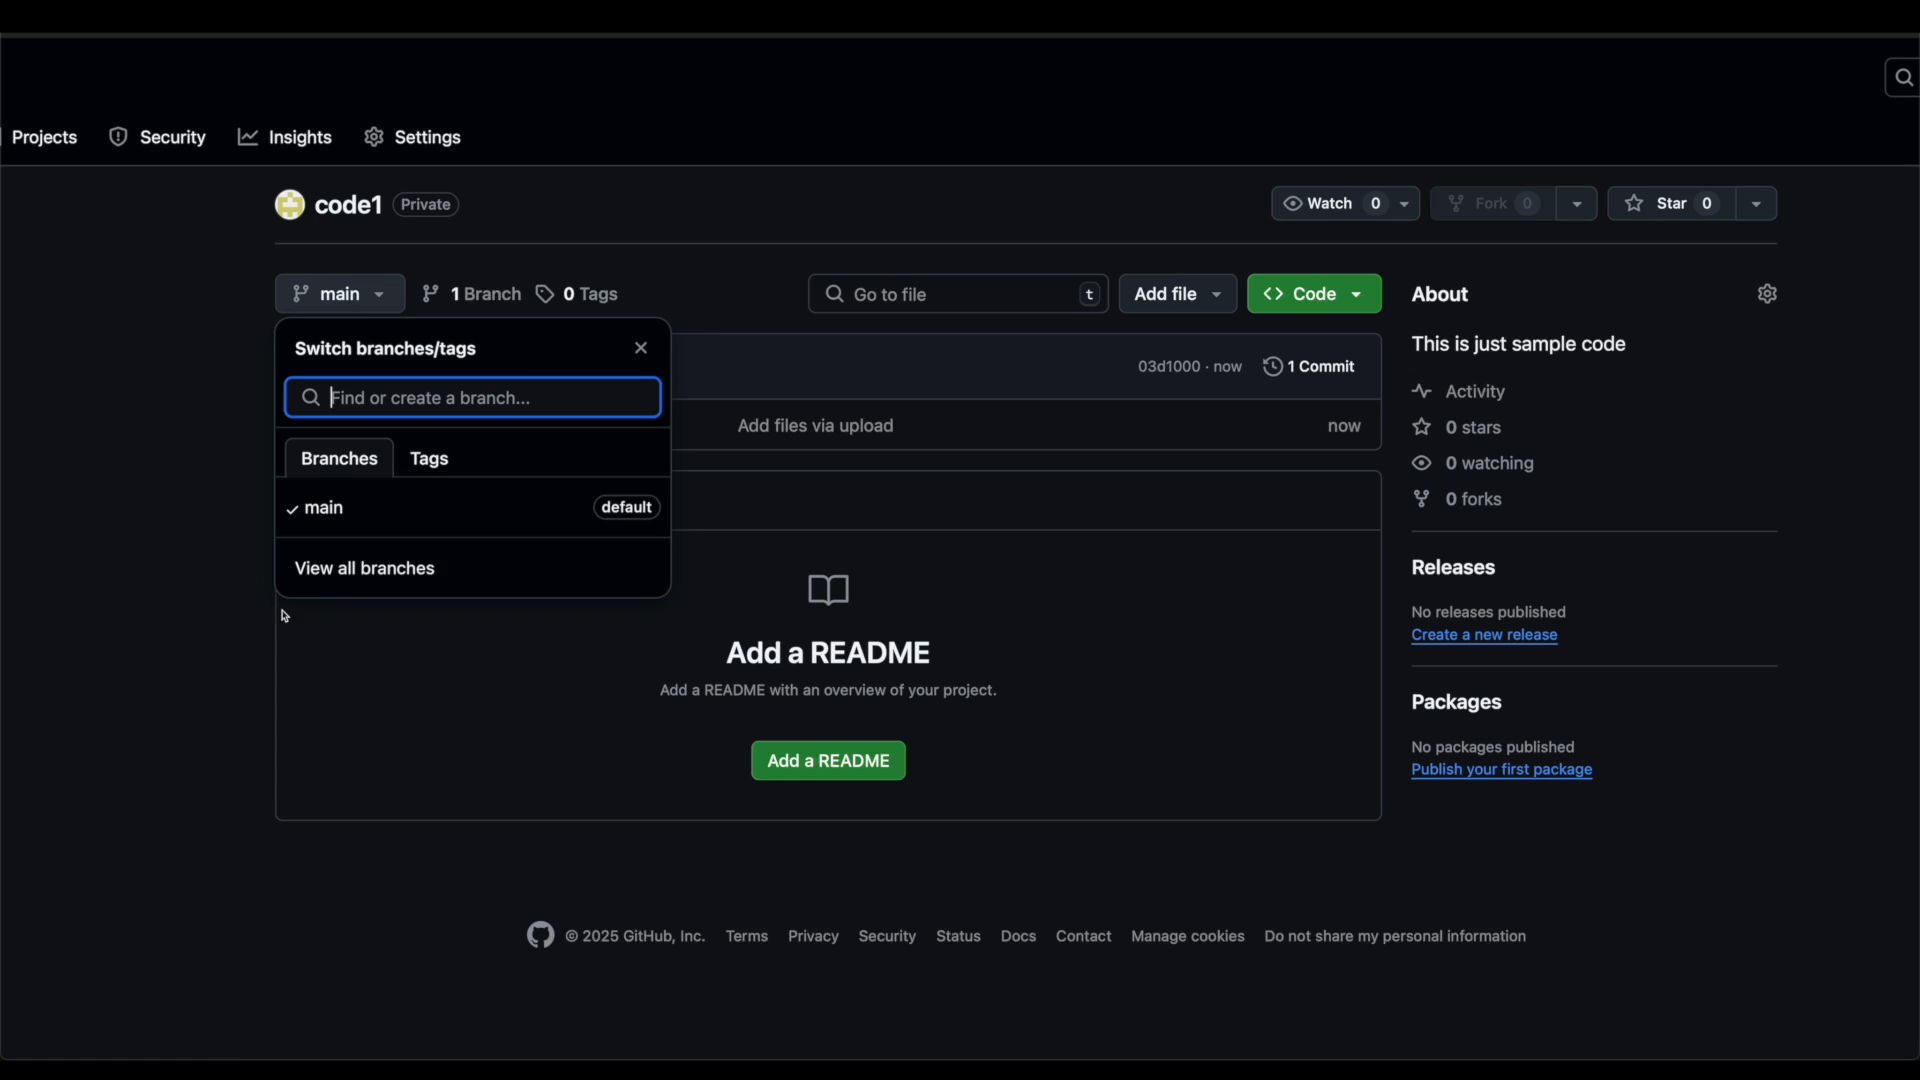 Projects Security Insights Settings
code1 Private Watch 0 Fork 0 Star 0
main 1 Branch 0 Tags Go to file t Add file Code About
Switch branches/tags
This is just sample code
03d1000 · now 1 Commit
Find or create a branch...
Activity
Add files via upload now
0 stars
Branches Tags
0 watching
main default
0 forks
View all branches
Releases
No releases published
Create a new release
Add a README
Add a README with an overview of your project.
Packages
No packages published
Add a README
Publish your first package
© 2025 GitHub, Inc. Terms Privacy Security Status Docs Contact Manage cookies Do not share my personal information